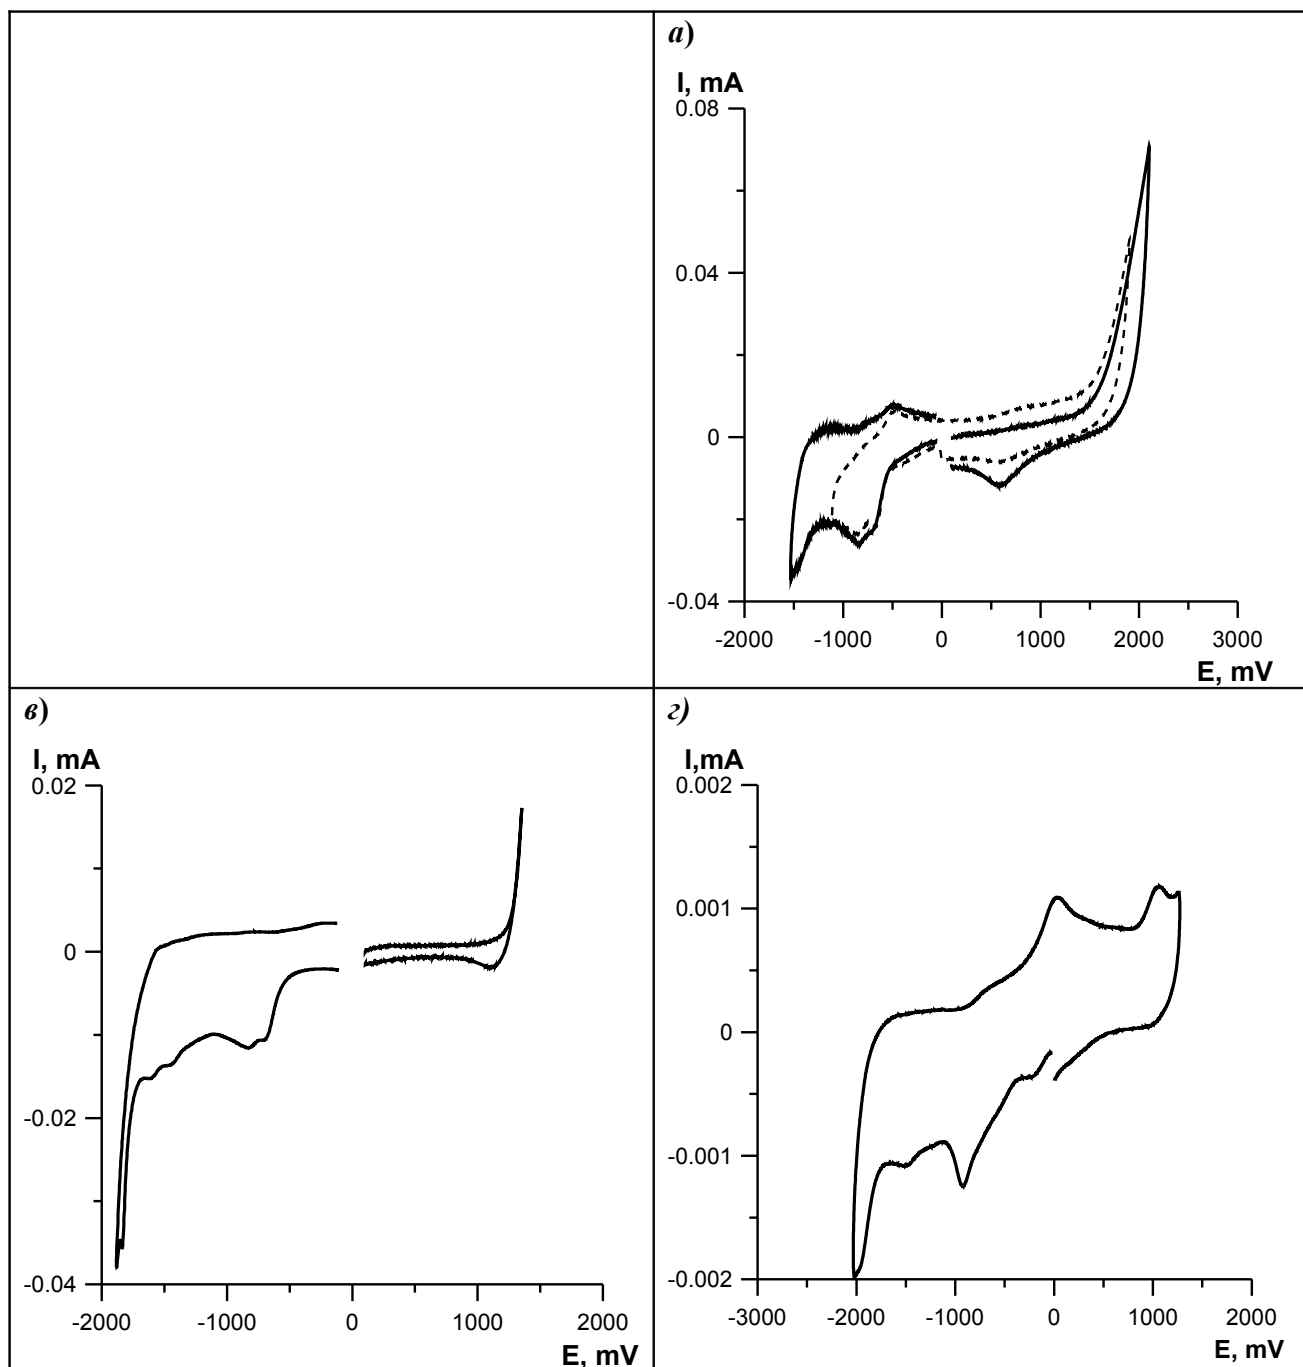 а)
I, mA
0.08
0.04
0
-0.04
-2000 -1000 0 1000 2000 3000
E, mV
в)
I, mA
0.02
0
-0.02
-0.04
-2000 -1000 0 1000 2000
E, mV
г)
I,mA
0.002
0.001
0
-0.001
-0.002
-3000 -2000 -1000 0 1000 2000
E, mV